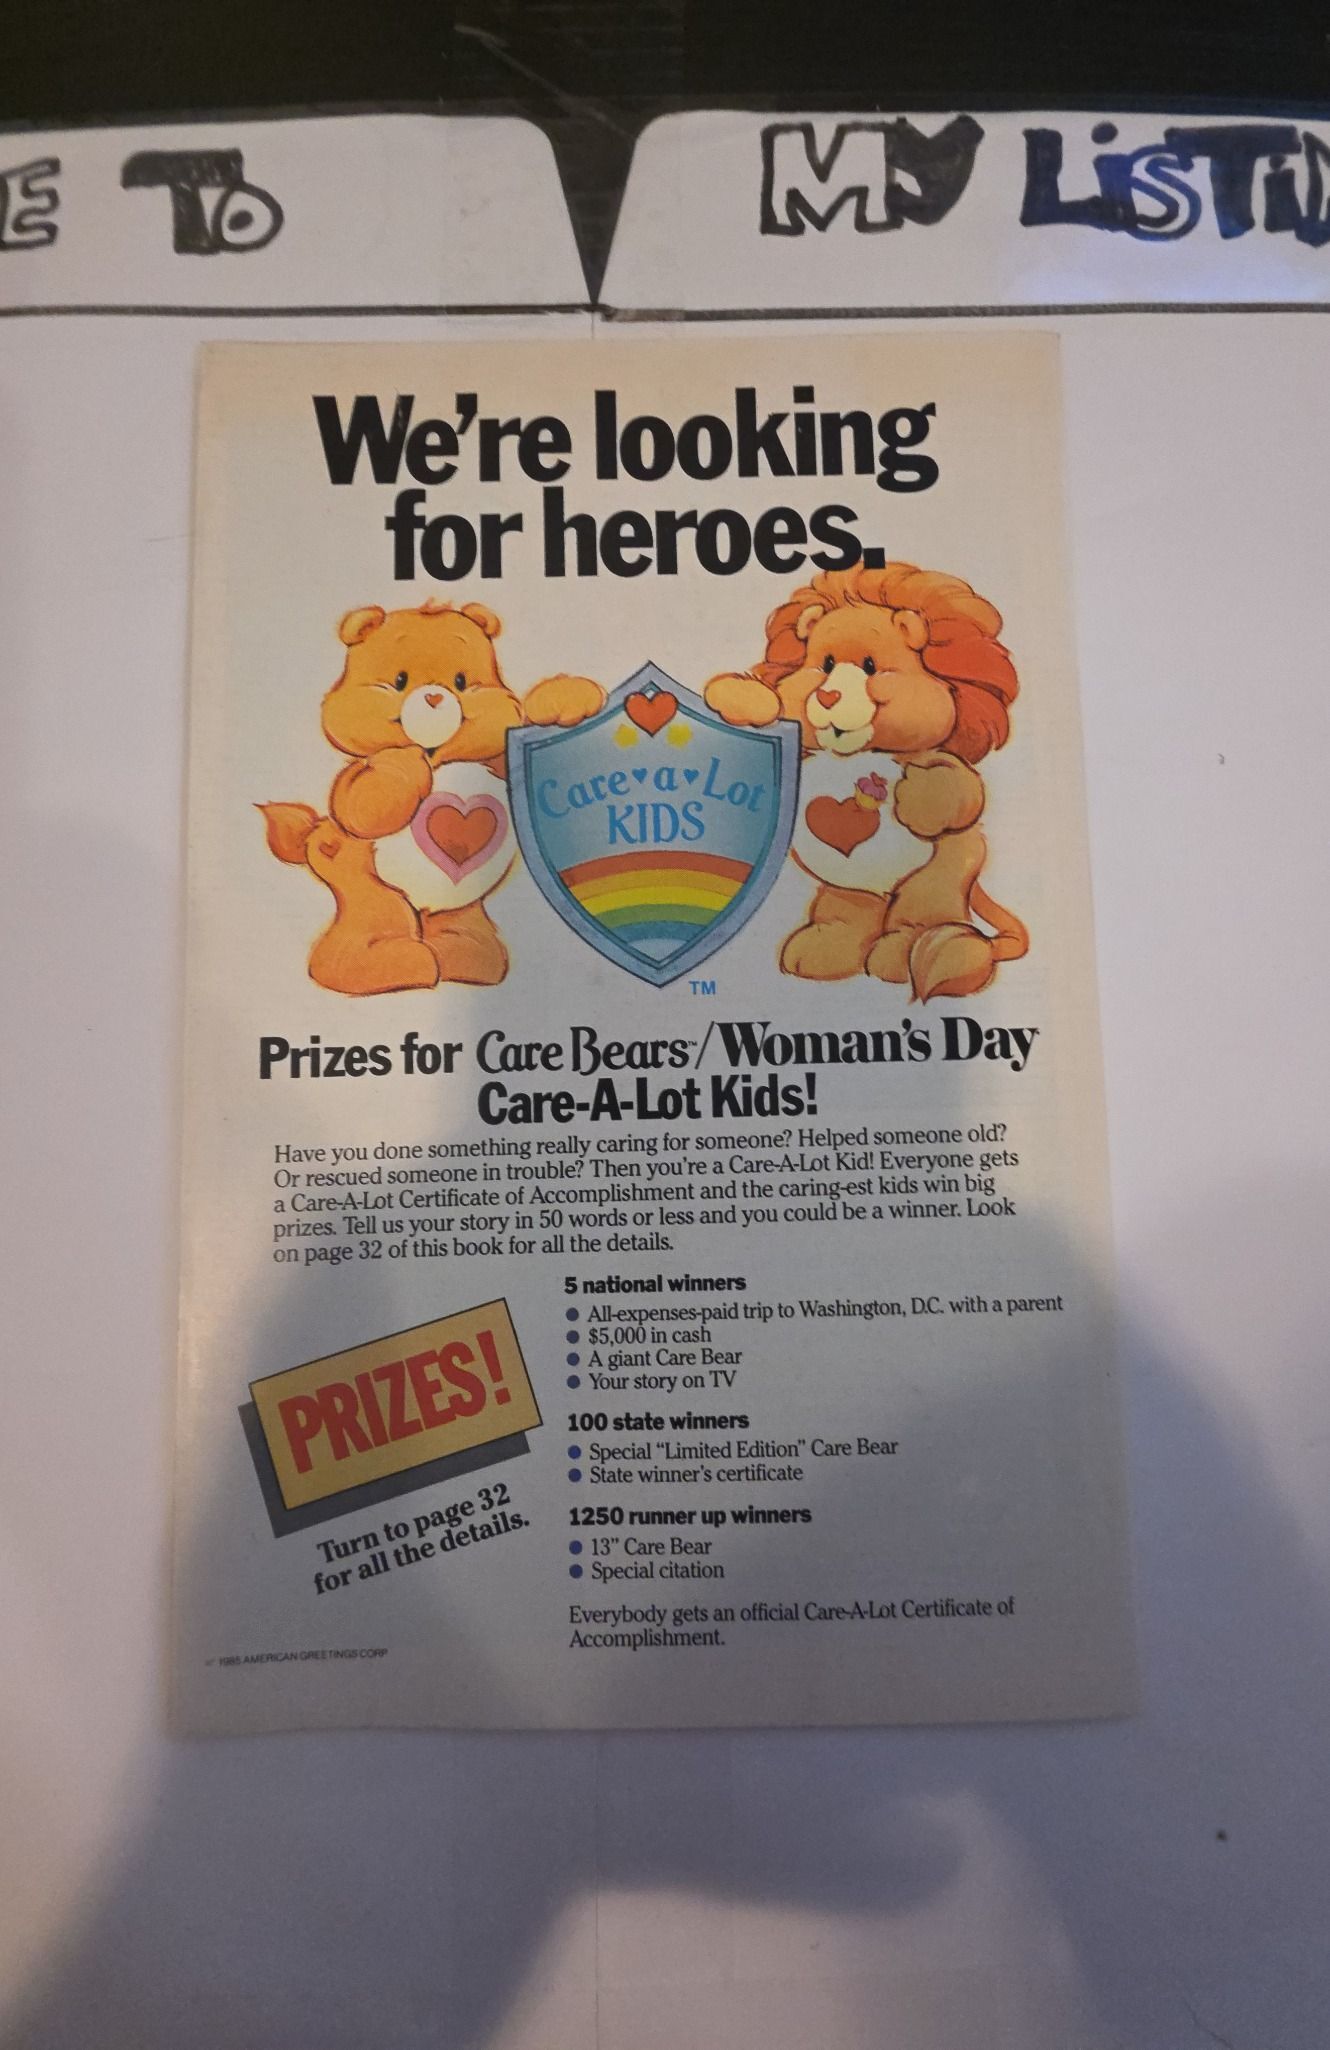 E TO
MY LiSTiN
We're looking
for heroes.
Care♥a♥Lot
KIDS
TM
Prizes for Care Bears™/Woman's Day
Care-A-Lot Kids!
Have you done something really caring for someone? Helped someone old?
Or rescued someone in trouble? Then you're a Care-A-Lot Kid! Everyone gets
a Care-A-Lot Certificate of Accomplishment and the caring-est kids win big
prizes. Tell us your story in 50 words or less and you could be a winner. Look
on page 32 of this book for all the details.
PRIZES!
Turn to page 32
for all the details.
5 national winners
● All-expenses-paid trip to Washington, D.C. with a parent
● $5,000 in cash
● A giant Care Bear
● Your story on TV
100 state winners
● Special “Limited Edition” Care Bear
● State winner's certificate
1250 runner up winners
● 13” Care Bear
● Special citation
Everybody gets an official Care-A-Lot Certificate of
Accomplishment.
© 1985 AMERICAN GREETINGS CORP